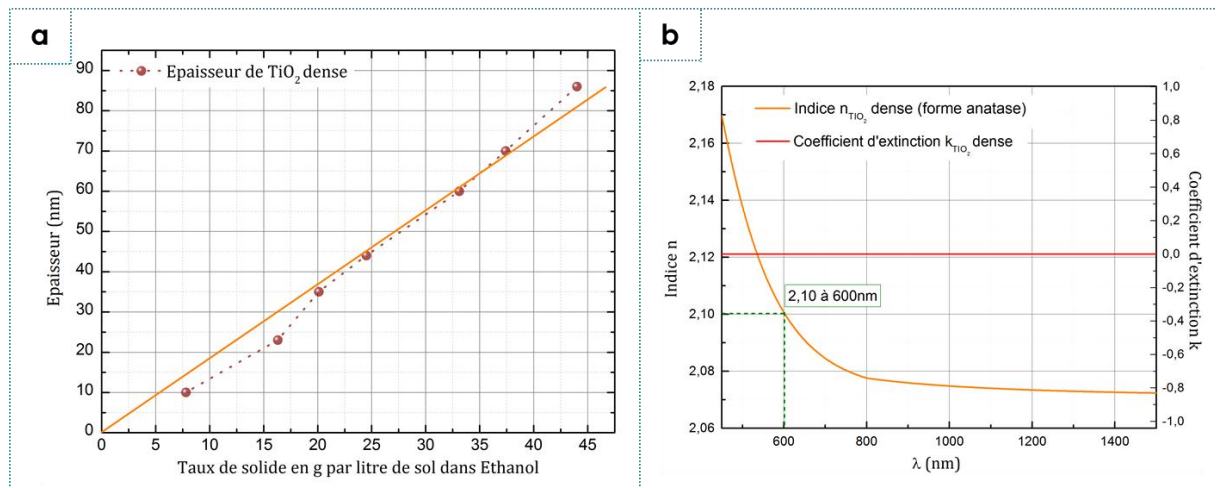 a
Epaisseur de TiO2 dense
90
80
70
60
50
40
30
20
10
0
Epaisseur (nm)
0 5 10 15 20 25 30 35 40 45
Taux de solide en g par litre de sol dans Ethanol
b
Indice nTIO2 dense (forme anatase)
Coefficient d'extinction kTIO2 dense
2,10 à 600nm
2,18
2,16
2,14
2,12
2,10
2,08
2,06
Indice n
1,0
0,8
0,6
0,4
0,2
0,0
-0,2
-0,4
-0,6
-0,8
-1,0
Coefficient d'extinction k
600 800 1000 1200 1400
λ (nm)